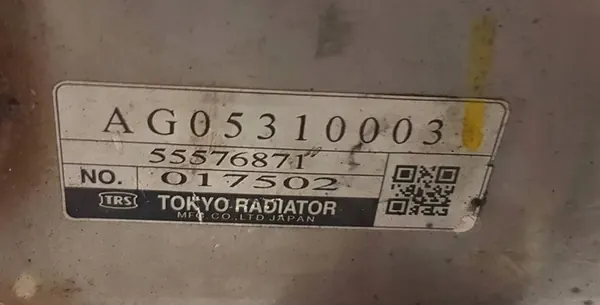 AG05310003
55576871
NO. 017502
TRS TOKYO RADIATOR
MFG.CO.,LTD.JAPAN